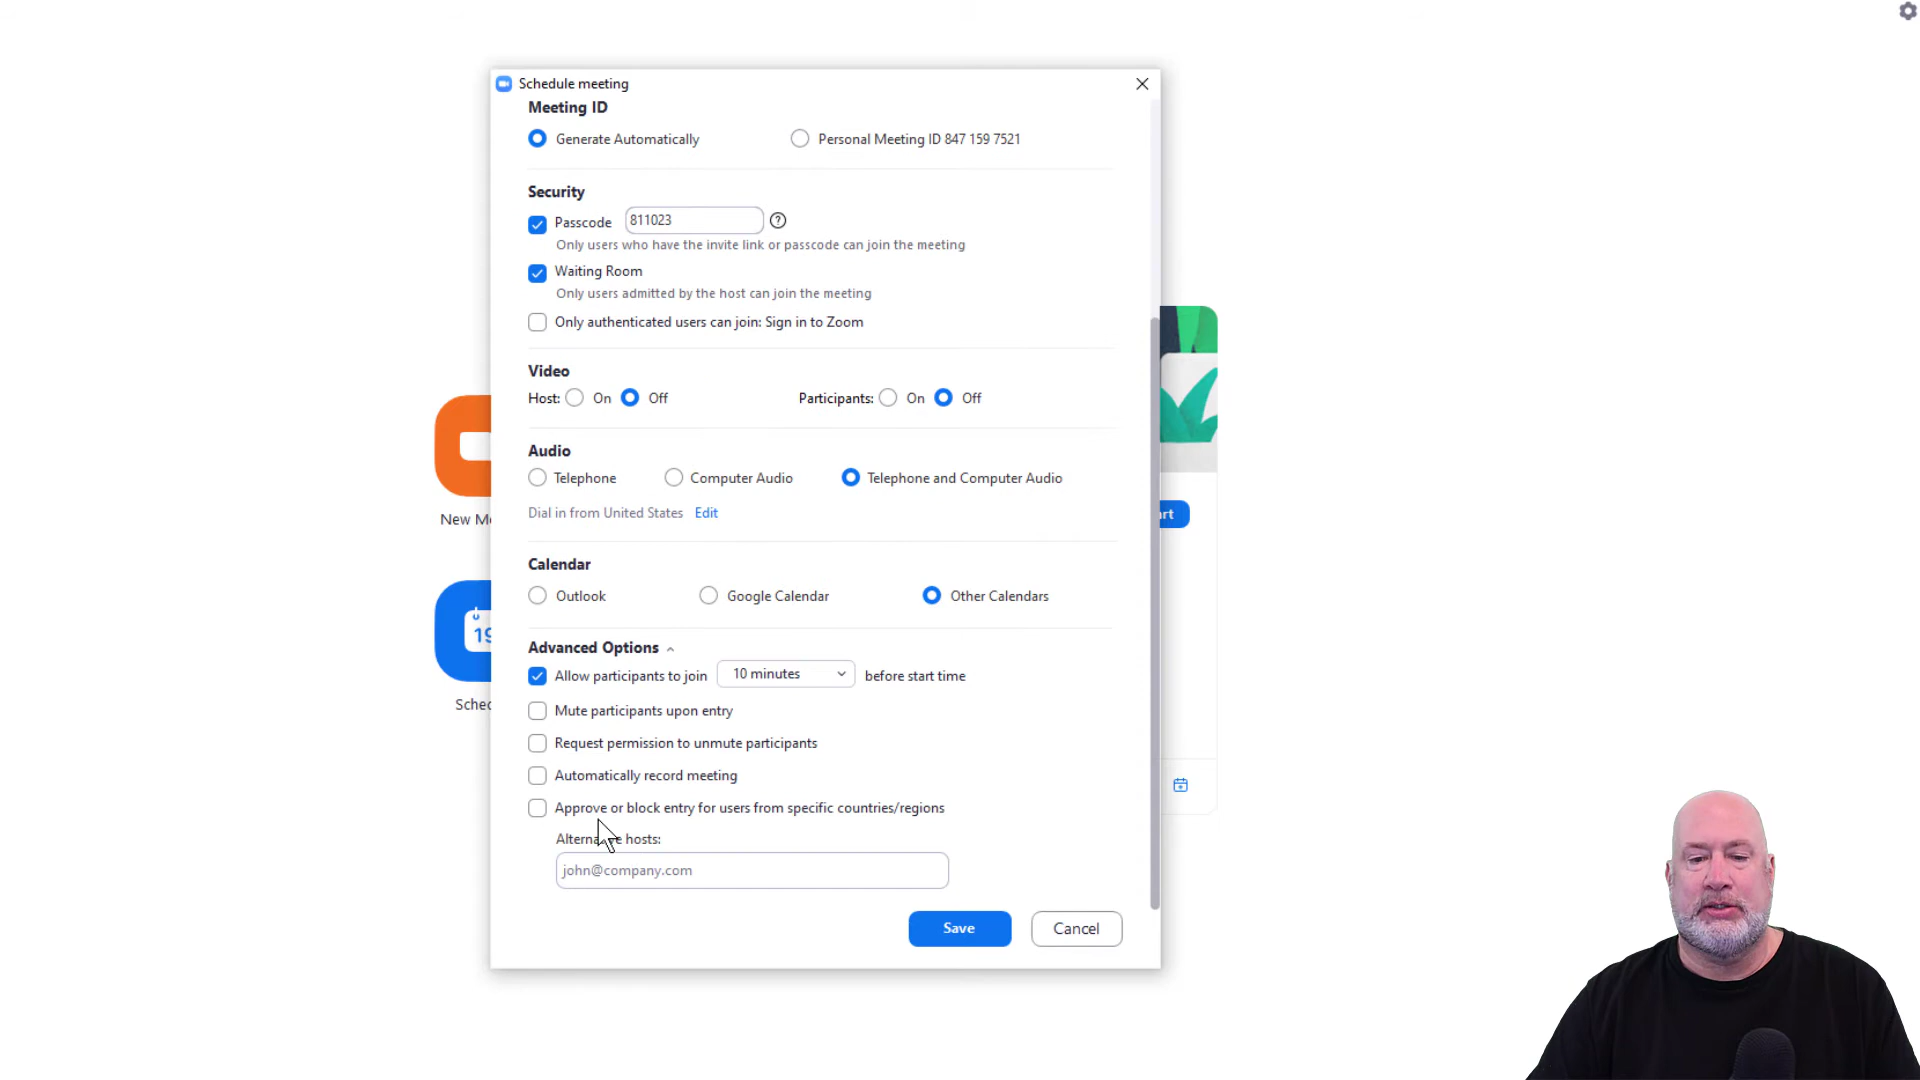 Schedule meeting
Meeting ID
Generate Automatically
Personal Meeting ID 847 159 7521
Security
Passcode
811023
?
Only users who have the invite link or passcode can join the meeting
Waiting Room
Only users admitted by the host can join the meeting
Only authenticated users can join: Sign in to Zoom
Video
Host:
On
Off
Participants:
On
Off
Audio
Telephone
Computer Audio
Telephone and Computer Audio
Dial in from United States
Edit
Calendar
Outlook
Google Calendar
Other Calendars
Advanced Options
Allow participants to join
10 minutes
before start time
Mute participants upon entry
Request permission to unmute participants
Automatically record meeting
Approve or block entry for users from specific countries/regions
hosts:
john@company.com
Save
Cancel
New
19